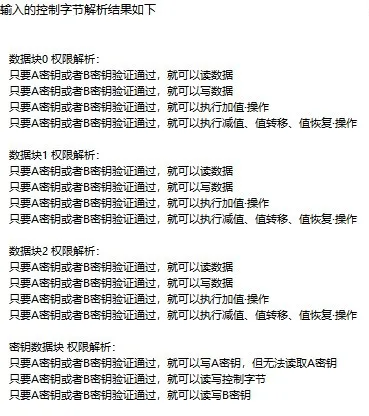 输入的控制字节解析结果如下
数据块0 权限解析：
只要A密钥或者B密钥验证通过，就可以读数据
只要A密钥或者B密钥验证通过，就可以写数据
只要A密钥或者B密钥验证通过，就可以执行加值·操作
只要A密钥或者B密钥验证通过，就可以执行减值、值转移、值恢复·操作
数据块1 权限解析：
只要A密钥或者B密钥验证通过，就可以读数据
只要A密钥或者B密钥验证通过，就可以写数据
只要A密钥或者B密钥验证通过，就可以执行加值·操作
只要A密钥或者B密钥验证通过，就可以执行减值、值转移、值恢复·操作
数据块2 权限解析：
只要A密钥或者B密钥验证通过，就可以读数据
只要A密钥或者B密钥验证通过，就可以写数据
只要A密钥或者B密钥验证通过，就可以执行加值·操作
只要A密钥或者B密钥验证通过，就可以执行减值、值转移、值恢复·操作
密钥数据块 权限解析：
只要A密钥或者B密钥验证通过，就可以写A密钥，但无法读取A密钥
只要A密钥或者B密钥验证通过，就可以读写控制字节
只要A密钥或者B密钥验证通过，就可以读写B密钥